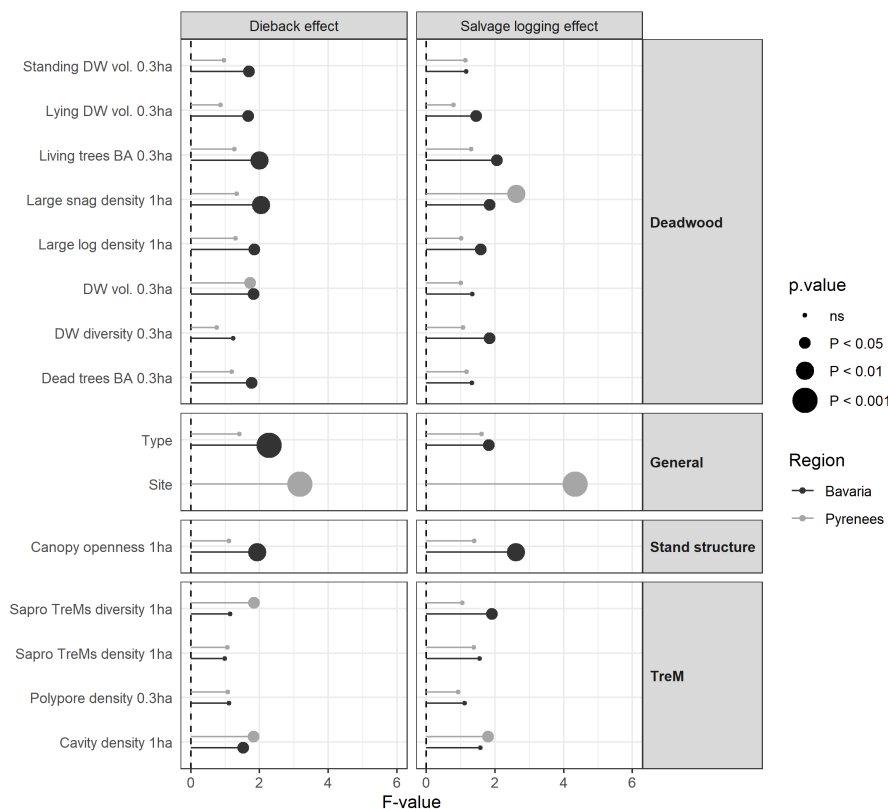 Dieback effect
Salvage logging effect
Standing DW vol. 0.3ha
Lying DW vol. 0.3ha
Living trees BA 0.3ha
Large snag density 1ha
Large log density 1ha
DW vol. 0.3ha
DW diversity 0.3ha
Dead trees BA 0.3ha
Deadwood
Type
Site
General
Canopy openness 1ha
Stand structure
Sapro TreMs diversity 1ha
Sapro TreMs density 1ha
Polypore density 0.3ha
Cavity density 1ha
TreM
0 2 4 6
0 2 4 6
F-value
p.value
ns
P < 0.05
P < 0.01
P < 0.001
Region
Bavaria
Pyrenees